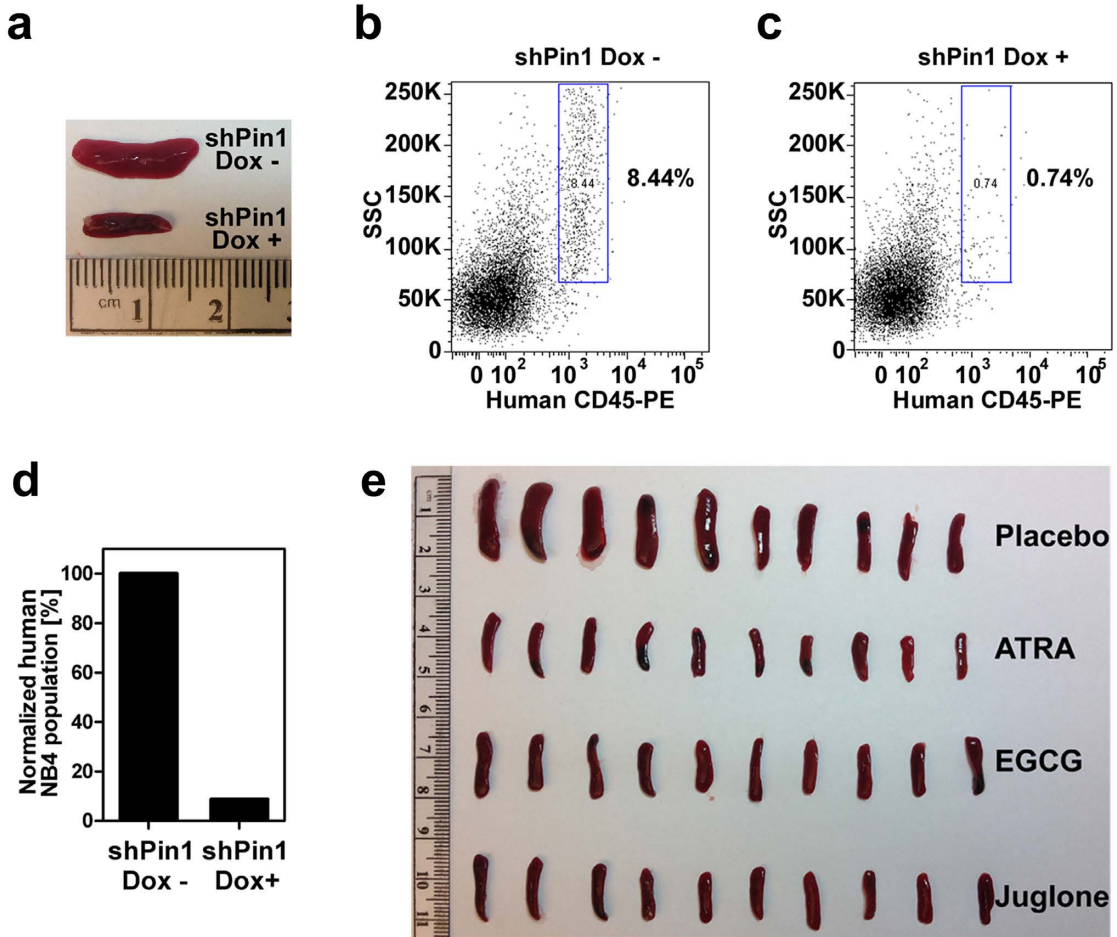 a
shPin1
Dox -
shPin1
Dox +
cm 1 2
b
shPin1 Dox -
250K
200K
150K
100K
50K
0
SSC
8.44
8.44%
0 10² 10³ 10⁴ 10⁵
Human CD45-PE
c
shPin1 Dox +
250K
200K
150K
100K
50K
0
SSC
0.74
0.74%
0 10² 10³ 10⁴ 10⁵
Human CD45-PE
d
Normalized human
NB4 population [%]
100
80
60
40
20
0
shPin1
Dox -
shPin1
Dox+
e
cm
1
2
3
4
5
6
7
8
9
10
11
Placebo
ATRA
EGCG
Juglone